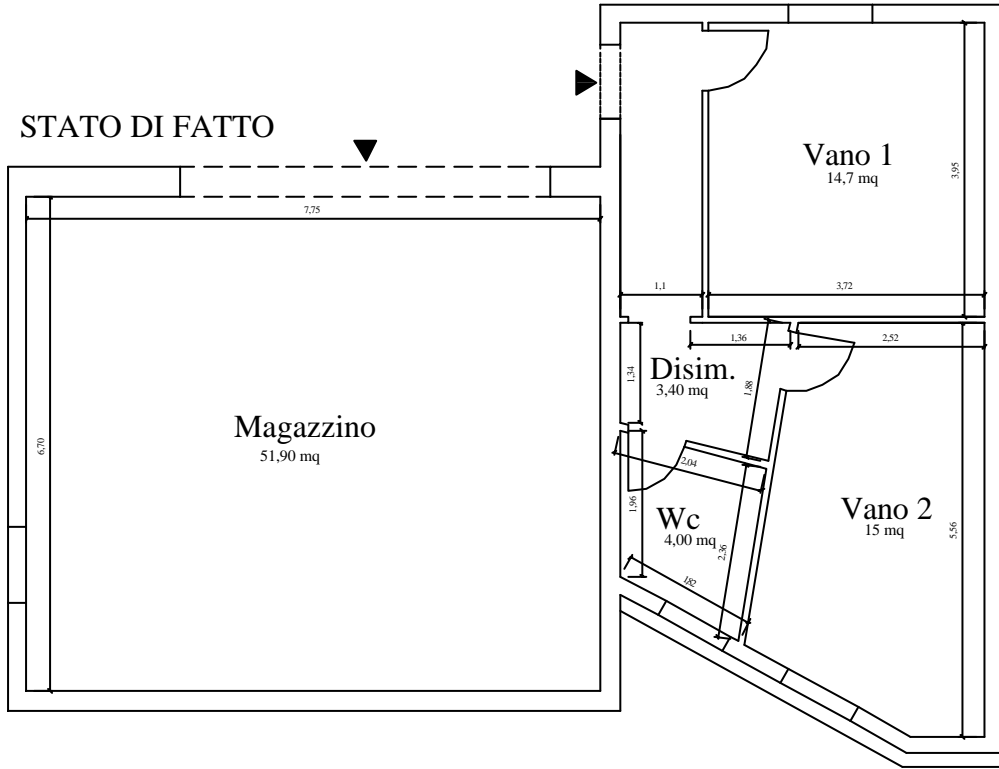 STATO DI FATTO
Vano 1
14,7 mq
3,95
7,75
1,1
3,72
1,36
2,52
1,34
Disim.
3,40 mq
1,88
Magazzino
51,90 mq
6,70
2,04
1,96
Wc
4,00 mq
2,36
Vano 2
15 mq
5,56
1,82